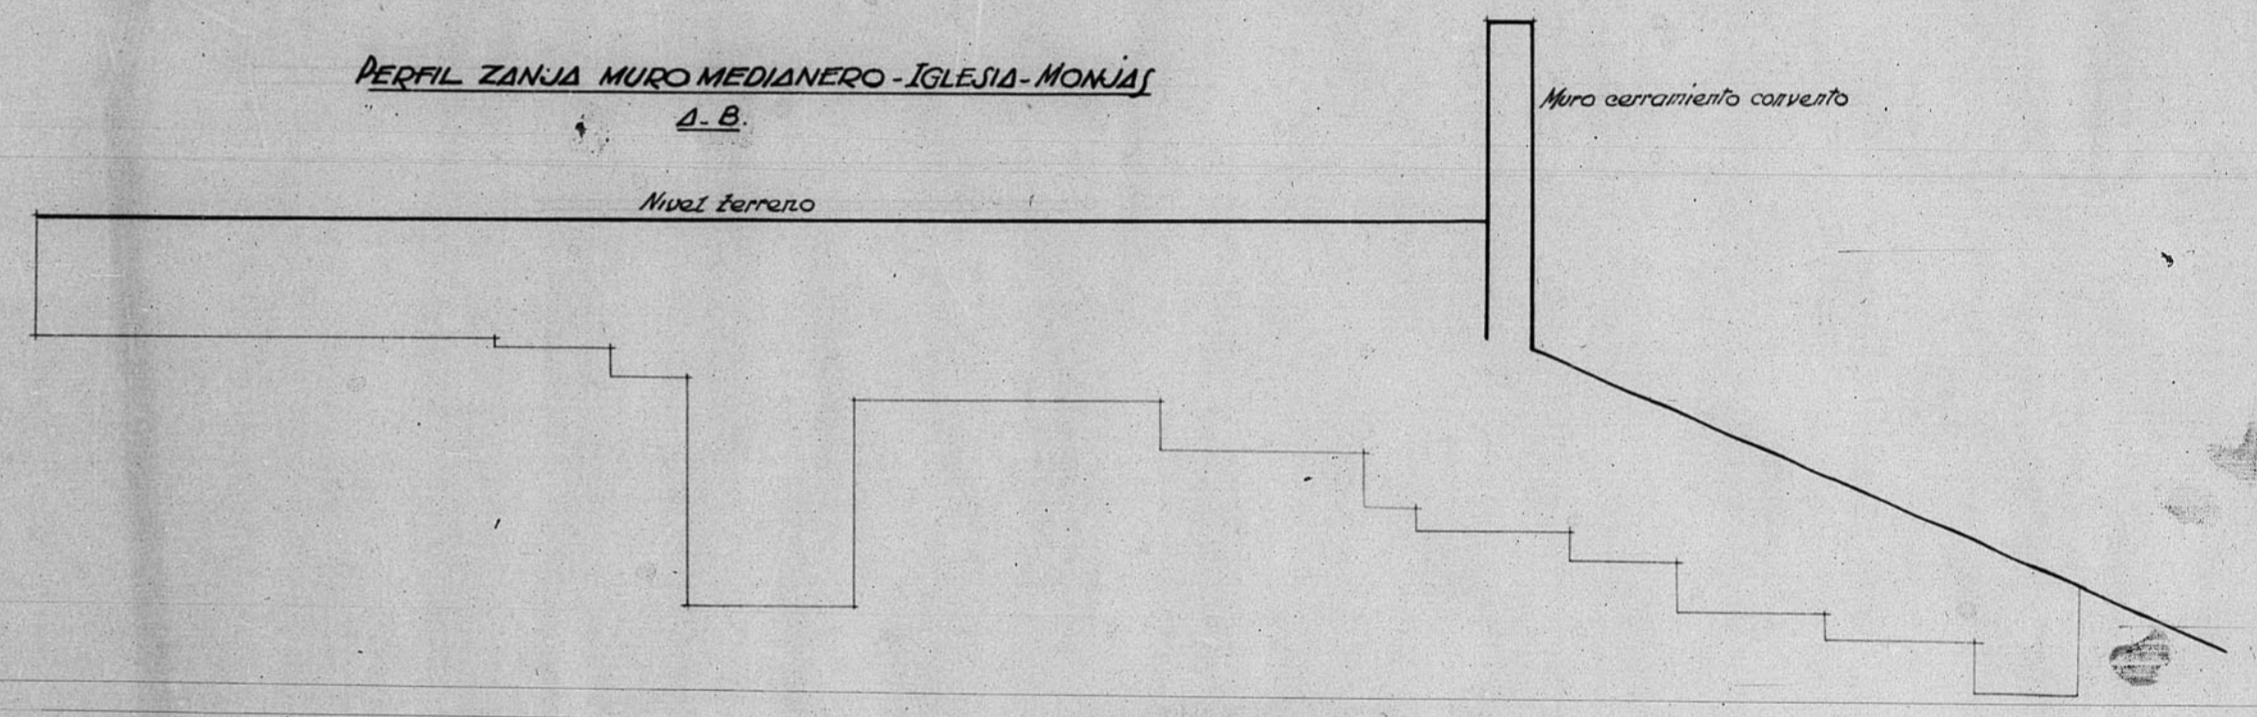 PERFIL ZANJA MURO MEDIANERO - IGLESIA - MONJAS
A - B.
Muro cerramiento convento
Nivel terreno